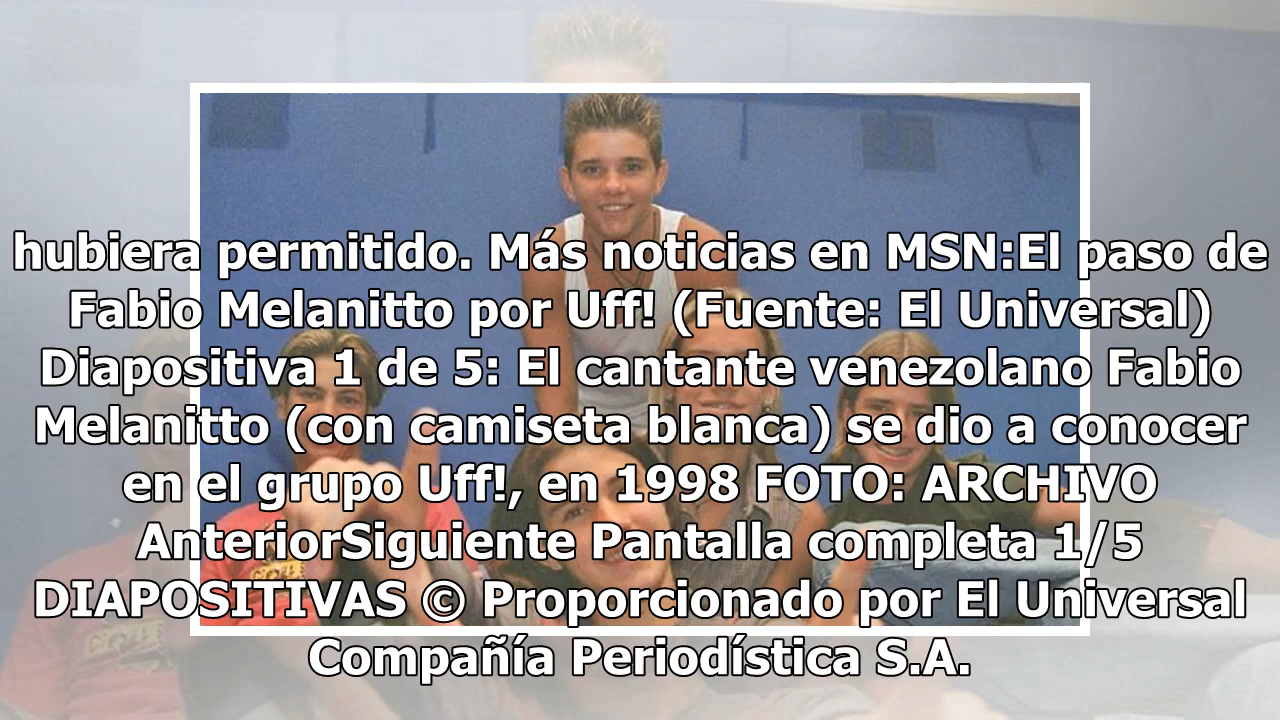 hubiera permitido. Más noticias en MSN:El paso de
Fabio Melanitto por Uff! (Fuente: El Universal)
Diapositiva 1 de 5: El cantante venezolano Fabio
Melanitto (con camiseta blanca) se dio a conocer
en el grupo Uff!, en 1998 FOTO: ARCHIVO
AnteriorSiguiente Pantalla completa 1/5
DIAPOSITIVAS © Proporcionado por El Universal
Compañía Periodística S.A.